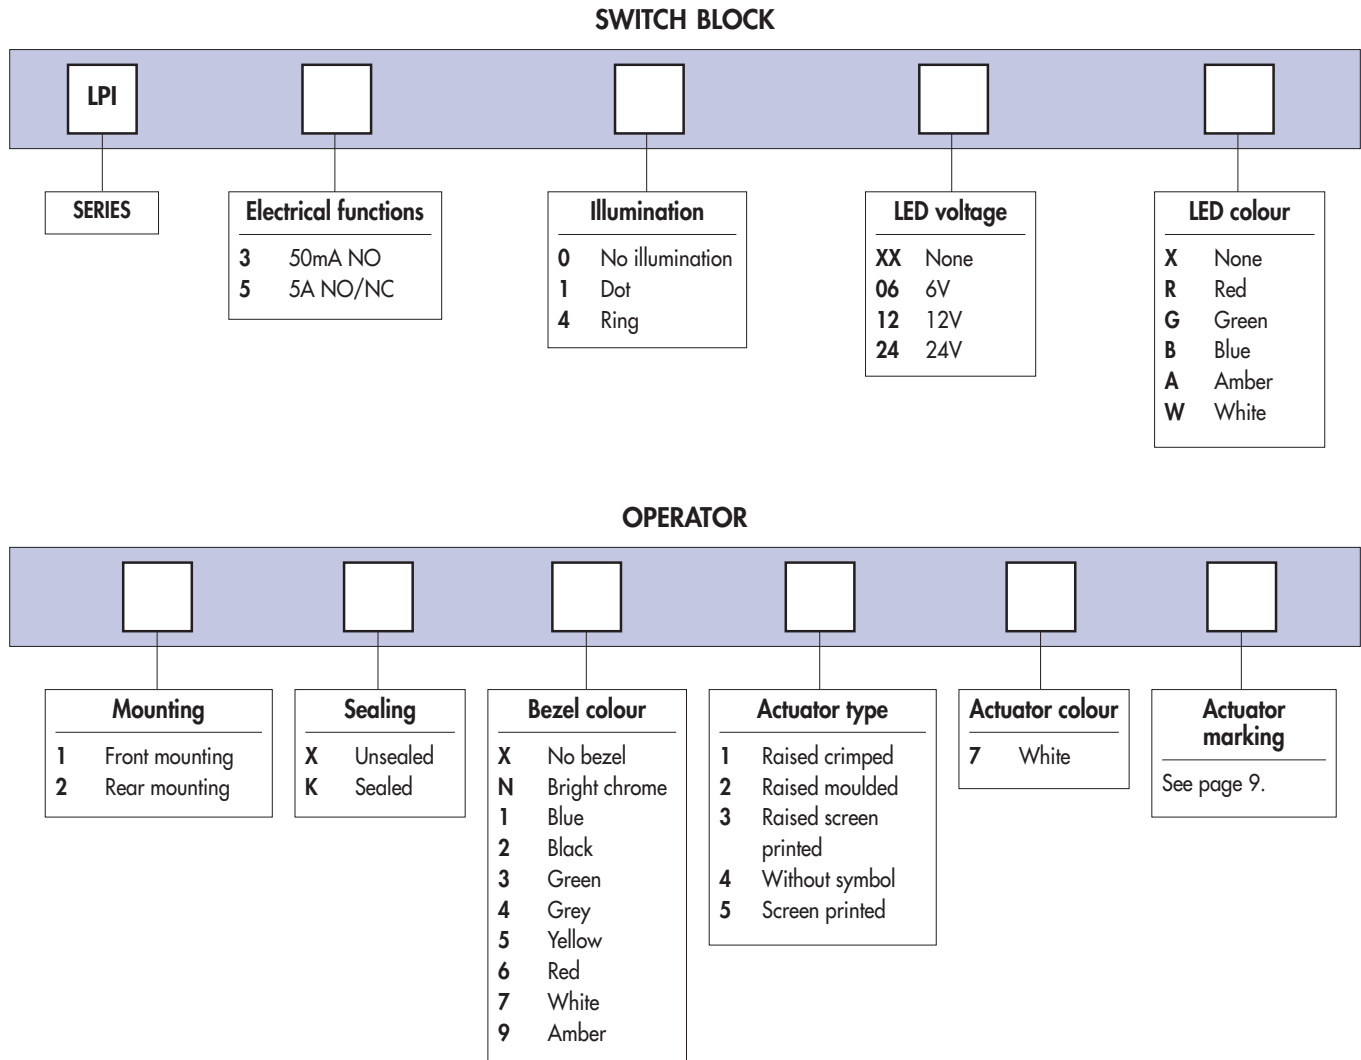 SWITCH BLOCK
LPI
SERIES
Electrical functions
3 50mA NO
5 5A NO/NC
Illumination
0 No illumination
1 Dot
4 Ring
LED voltage
XX None
06 6V
12 12V
24 24V
LED colour
X None
R Red
G Green
B Blue
A Amber
W White
OPERATOR
Mounting
1 Front mounting
2 Rear mounting
Sealing
X Unsealed
K Sealed
Bezel colour
X No bezel
N Bright chrome
1 Blue
2 Black
3 Green
4 Grey
5 Yellow
6 Red
7 White
9 Amber
Actuator type
1 Raised crimped
2 Raised moulded
3 Raised screen
printed
4 Without symbol
5 Screen printed
Actuator colour
7 White
Actuator
marking
See page 9.